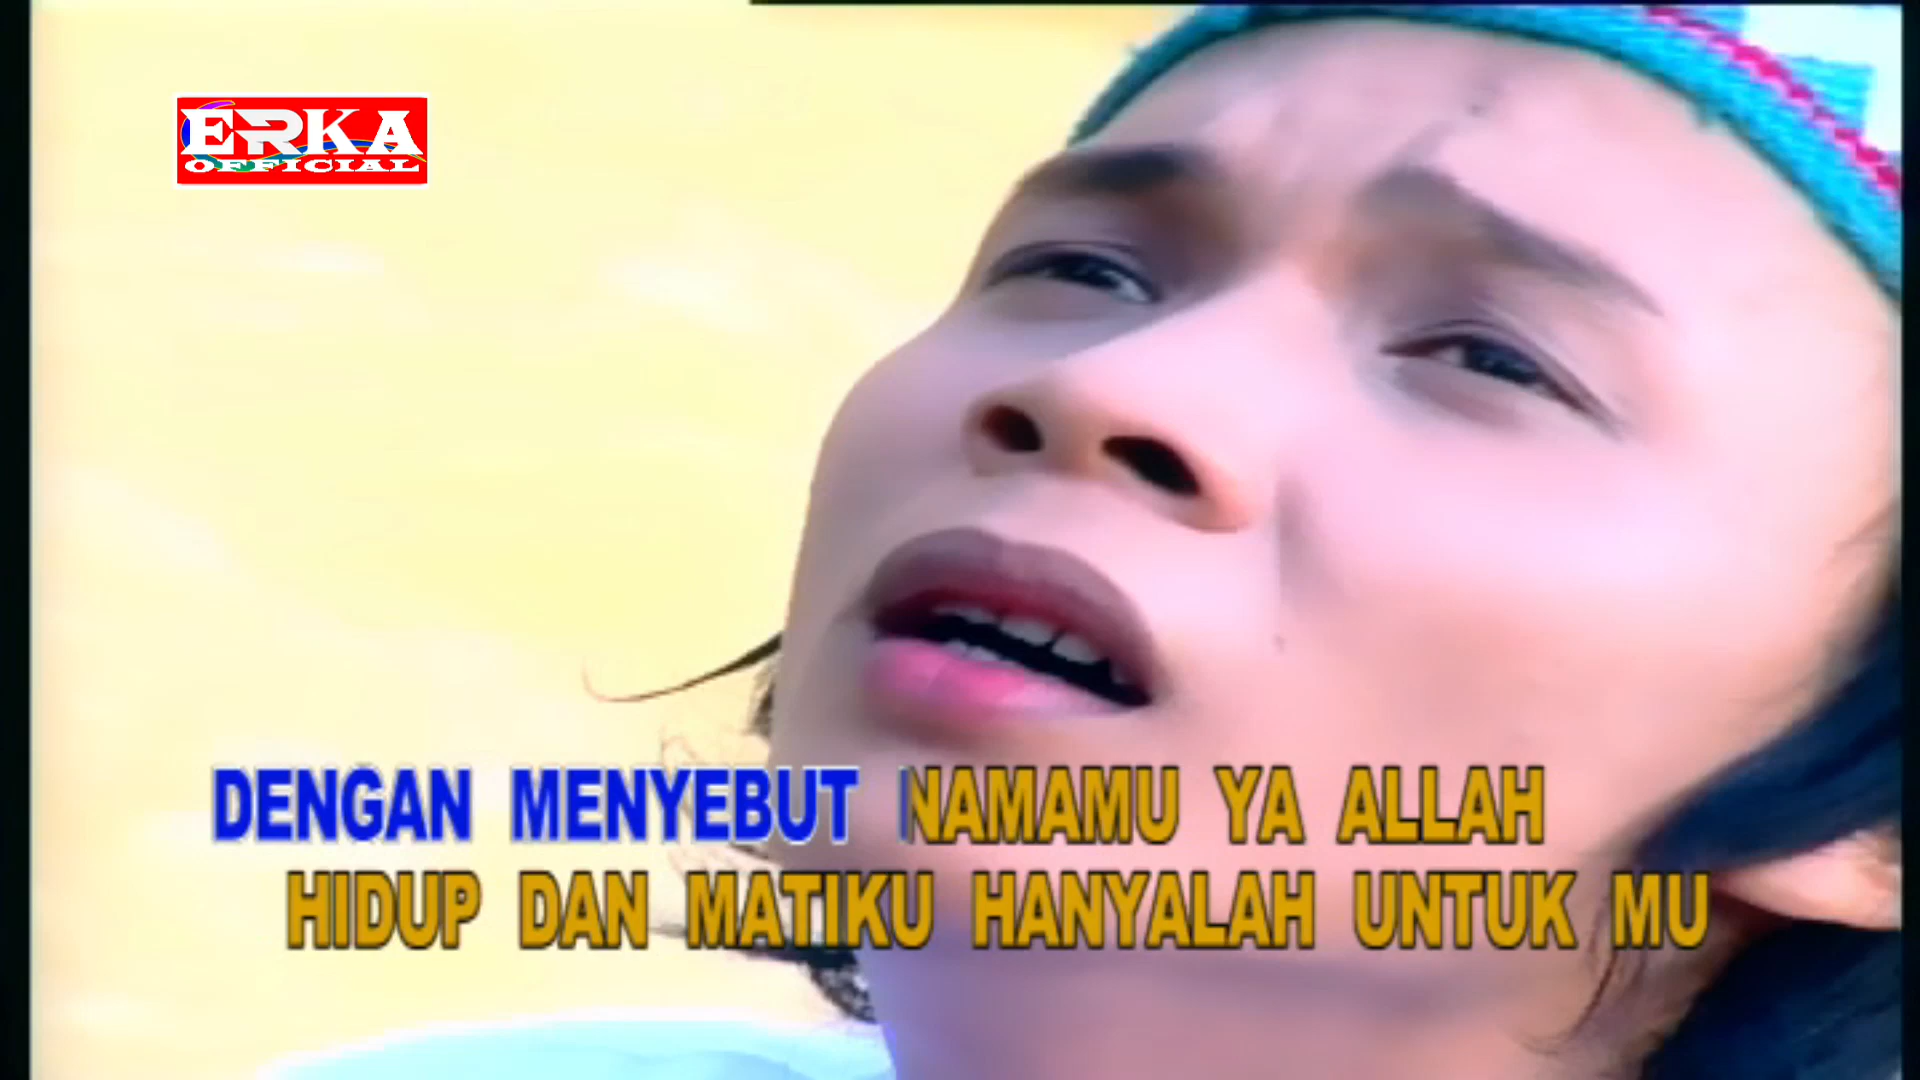 ERKA
OFFICIAL
DENGAN MENYEBUT NAMAMU YA ALLAH
HIDUP DAN MATIKU HANYALAH UNTUK MU